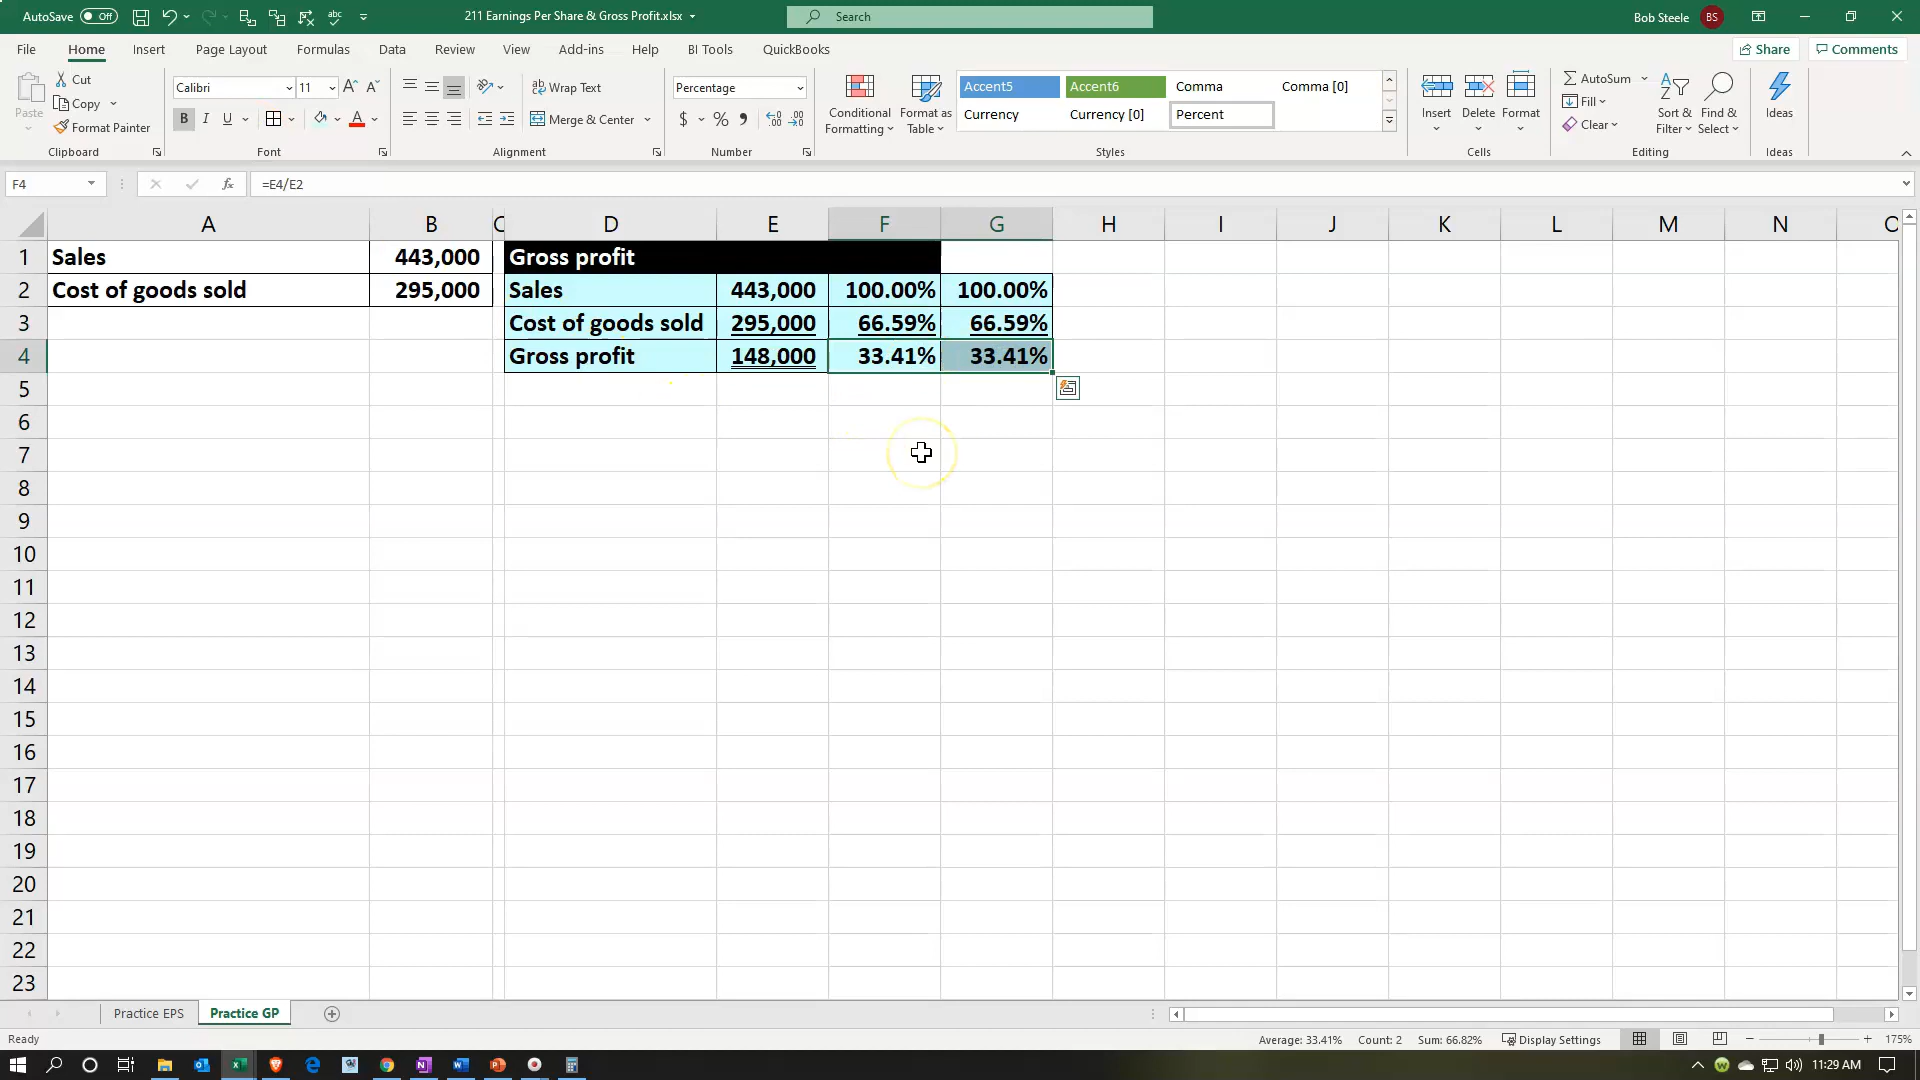 AutoSave Off 211 Earnings Per Share & Gross Profit.xlsx Search Bob Steele BS
File Home Insert Page Layout Formulas Data Review View Add-ins Help BI Tools QuickBooks Share Comments
Paste Cut Copy Format Painter Clipboard
Calibri 11 B I U A Font
Wrap Text Merge & Center Alignment
Percentage $ % Number
Conditional Formatting Format as Table
Accent5 Accent6 Comma Comma [0]
Currency Currency [0] Percent
Styles
Insert Delete Format Cells
AutoSum Fill Clear Sort & Filter Find & Select Editing
Ideas Ideas
F4 fx =E4/E2
A B C D E F G H I J K L M N
1 Sales 443,000 Gross profit
2 Cost of goods sold 295,000 Sales 443,000 100.00% 100.00%
3 Cost of goods sold 295,000 66.59% 66.59%
4 Gross profit 148,000 33.41% 33.41%
5
6
7
8
9
10
11
12
13
14
15
16
17
18
19
20
21
22
23
Practice EPS Practice GP
Ready Average: 33.41% Count: 2 Sum: 66.82% Display Settings 175%
11:29 AM